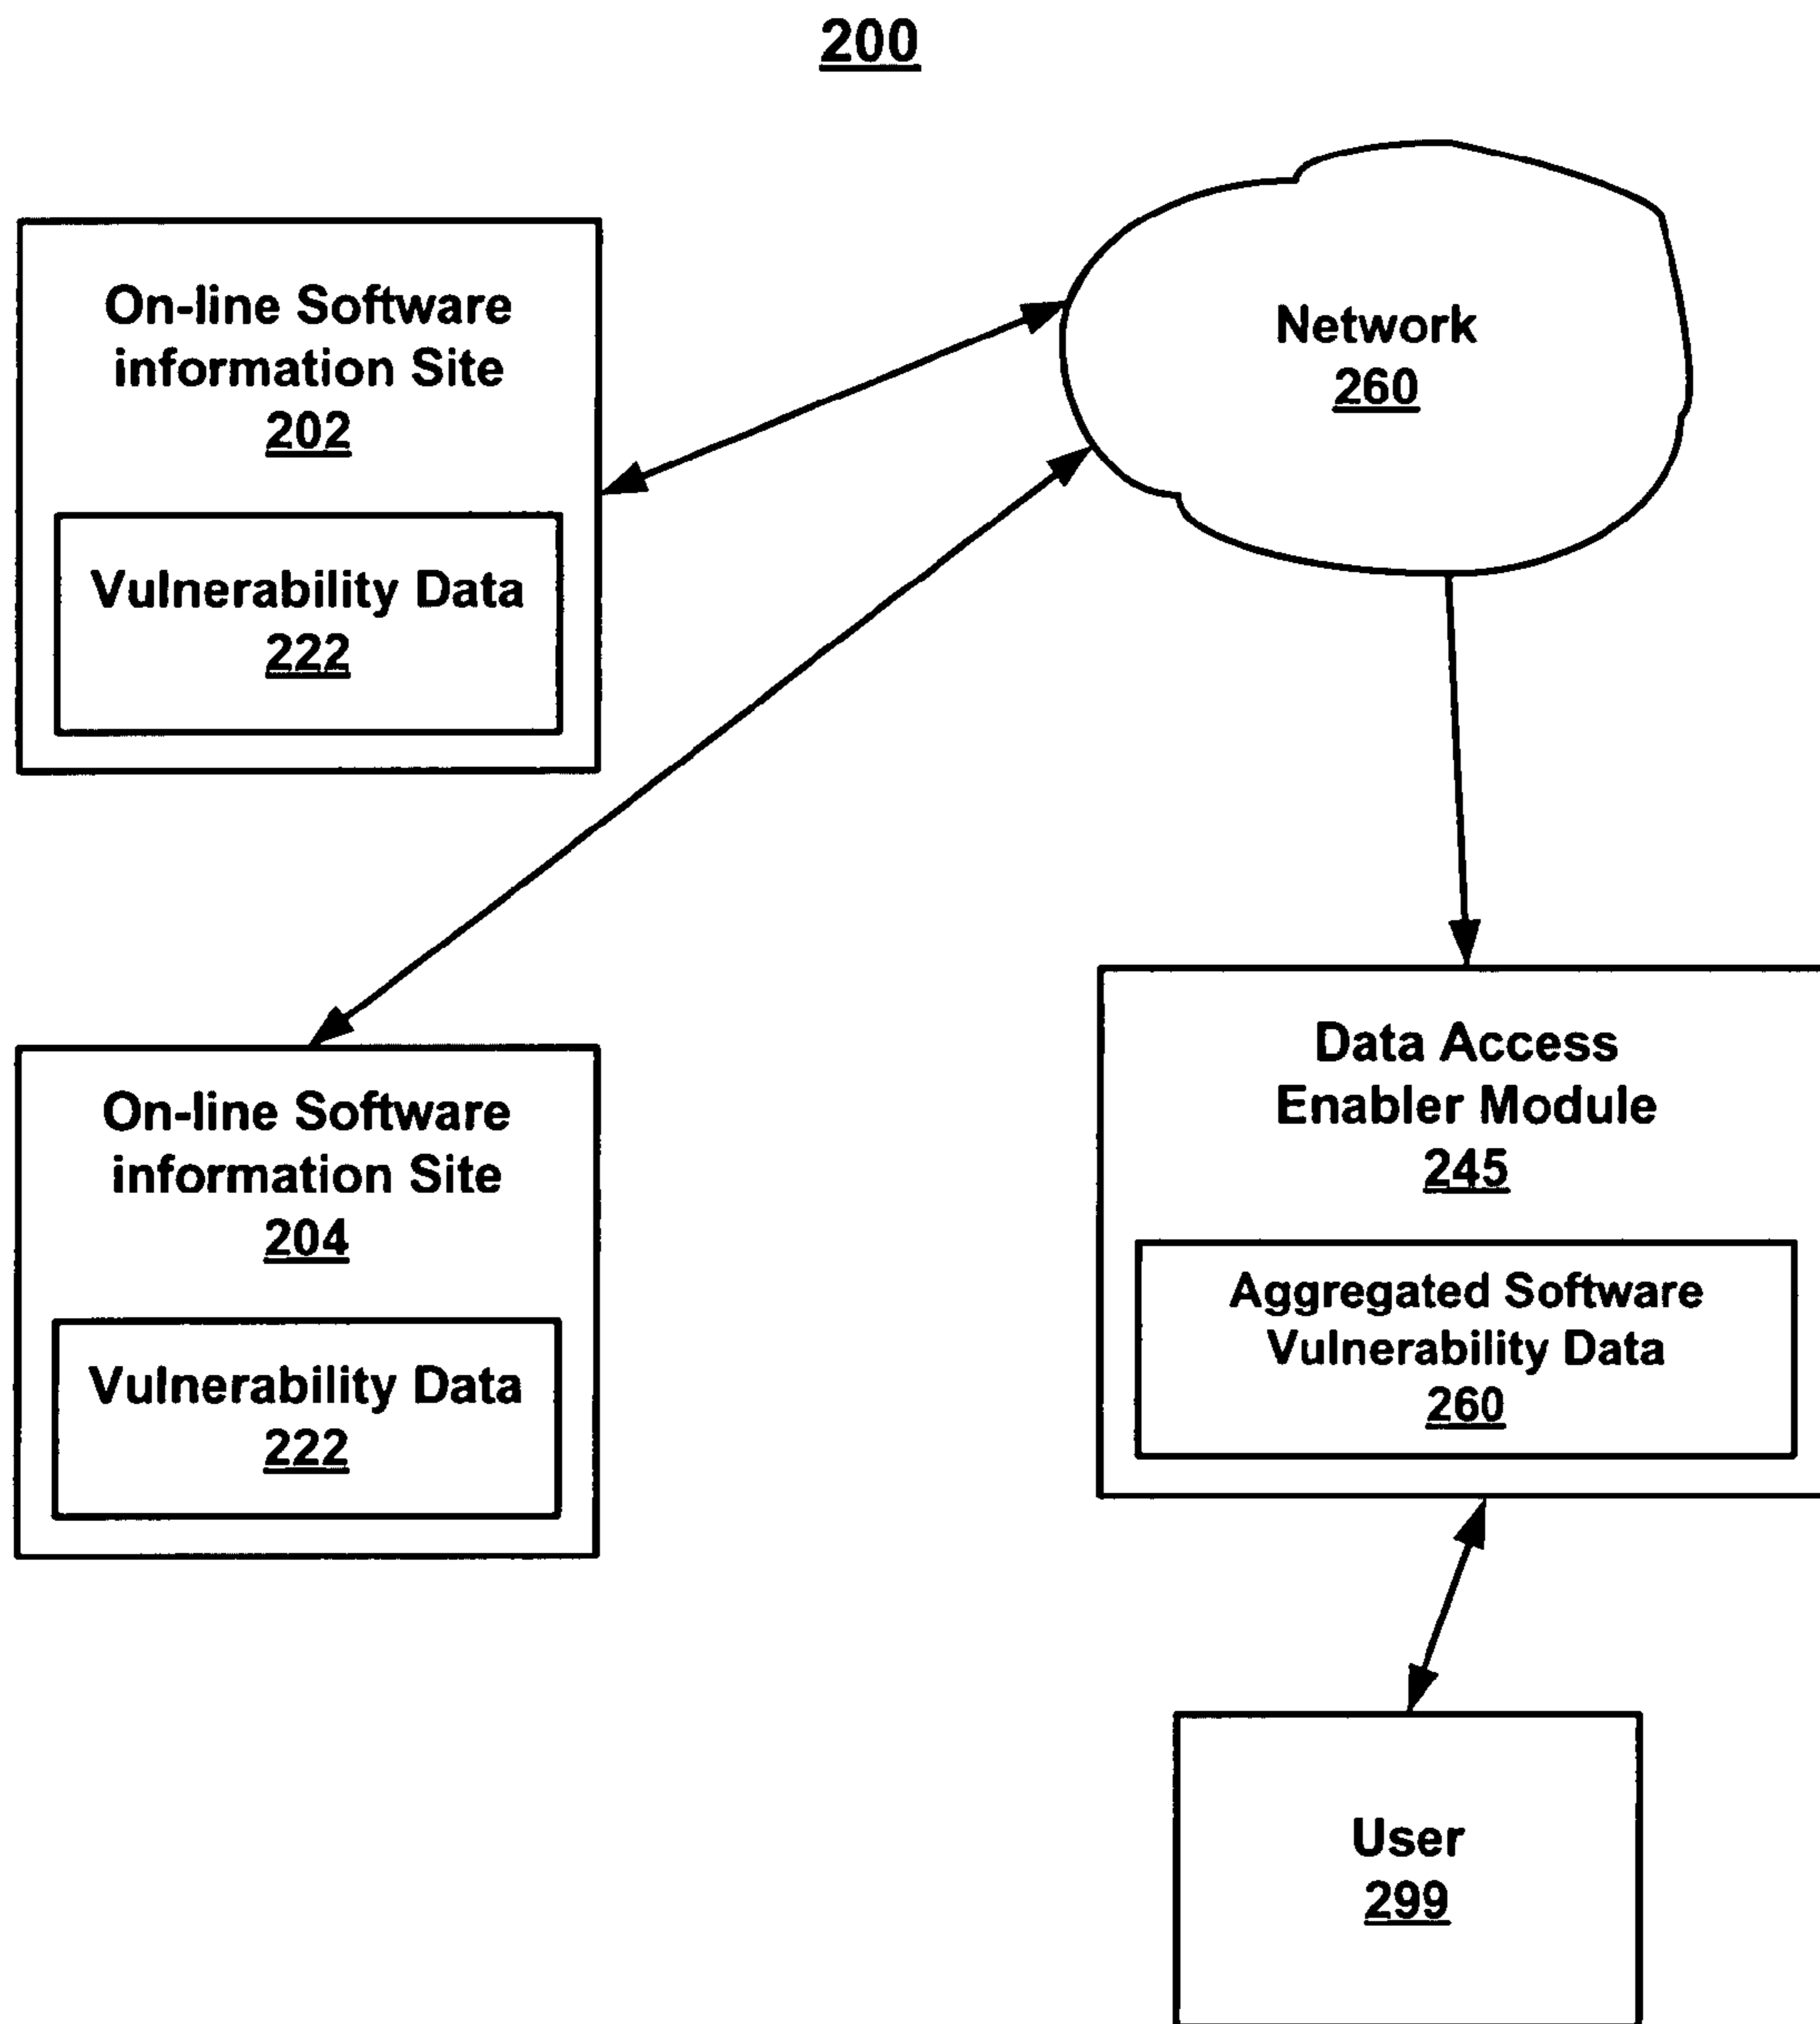 200
On-line Software
information Site
202
Vulnerability Data
222
Network
260
On-line Software
information Site
204
Vulnerability Data
222
Data Access
Enabler Module
245
Aggregated Software
Vulnerability Data
260
User
299